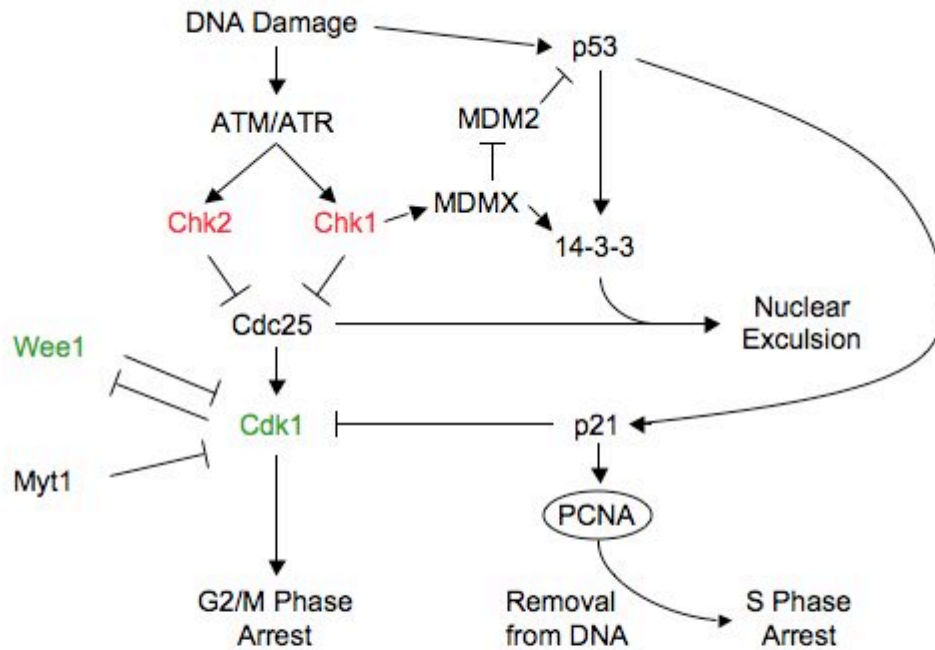 DNA Damage
p53
ATM/ATR
MDM2
Chk2
Chk1
MDMX
14-3-3
Cdc25
Nuclear
Exculsion
Wee1
Cdk1
p21
Myt1
PCNA
G2/M Phase
Arrest
Removal
from DNA
S Phase
Arrest